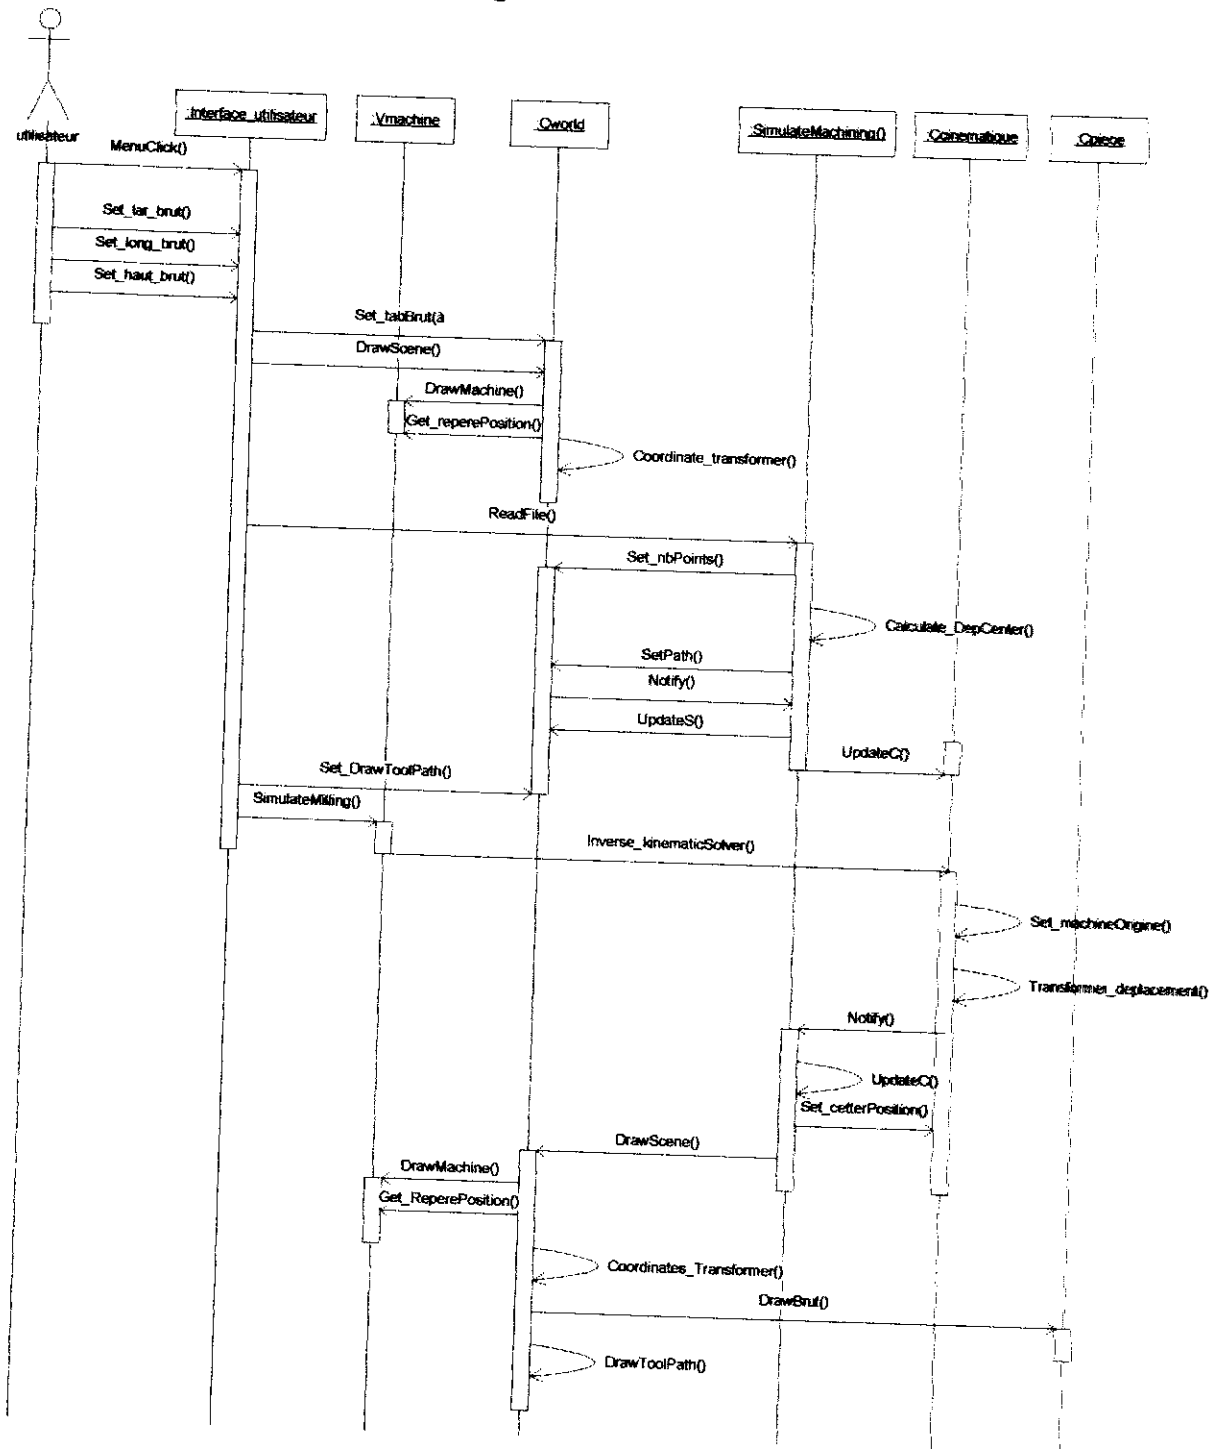 :Interface_utilisateur
:Vmachine
:Cworld
:SimulateMachining()
Ccinematique
Cpiece
utilisateur
MenuClick()
Set_lar_brut()
Set_long_brut()
Set_haut_brut()
Set_tabBrut(à
DrawScene()
DrawMachine()
Get_reperePosition()
Coordinate_transformer()
ReadFile()
Set_nbPoints()
Calculate_DepCenter()
SetPath()
Notify()
UpdateS()
UpdateC()
Set_DrawToolPath()
SimulateMilling()
Inverse_kinematicSolver()
Set_machineOrigine()
Transformer_deplacement()
Notify()
UpdateC()
Set_cetterPosition()
DrawScene()
DrawMachine()
Get_ReperePosition()
Coordinates_Transformer()
DrawBrut()
DrawToolPath()